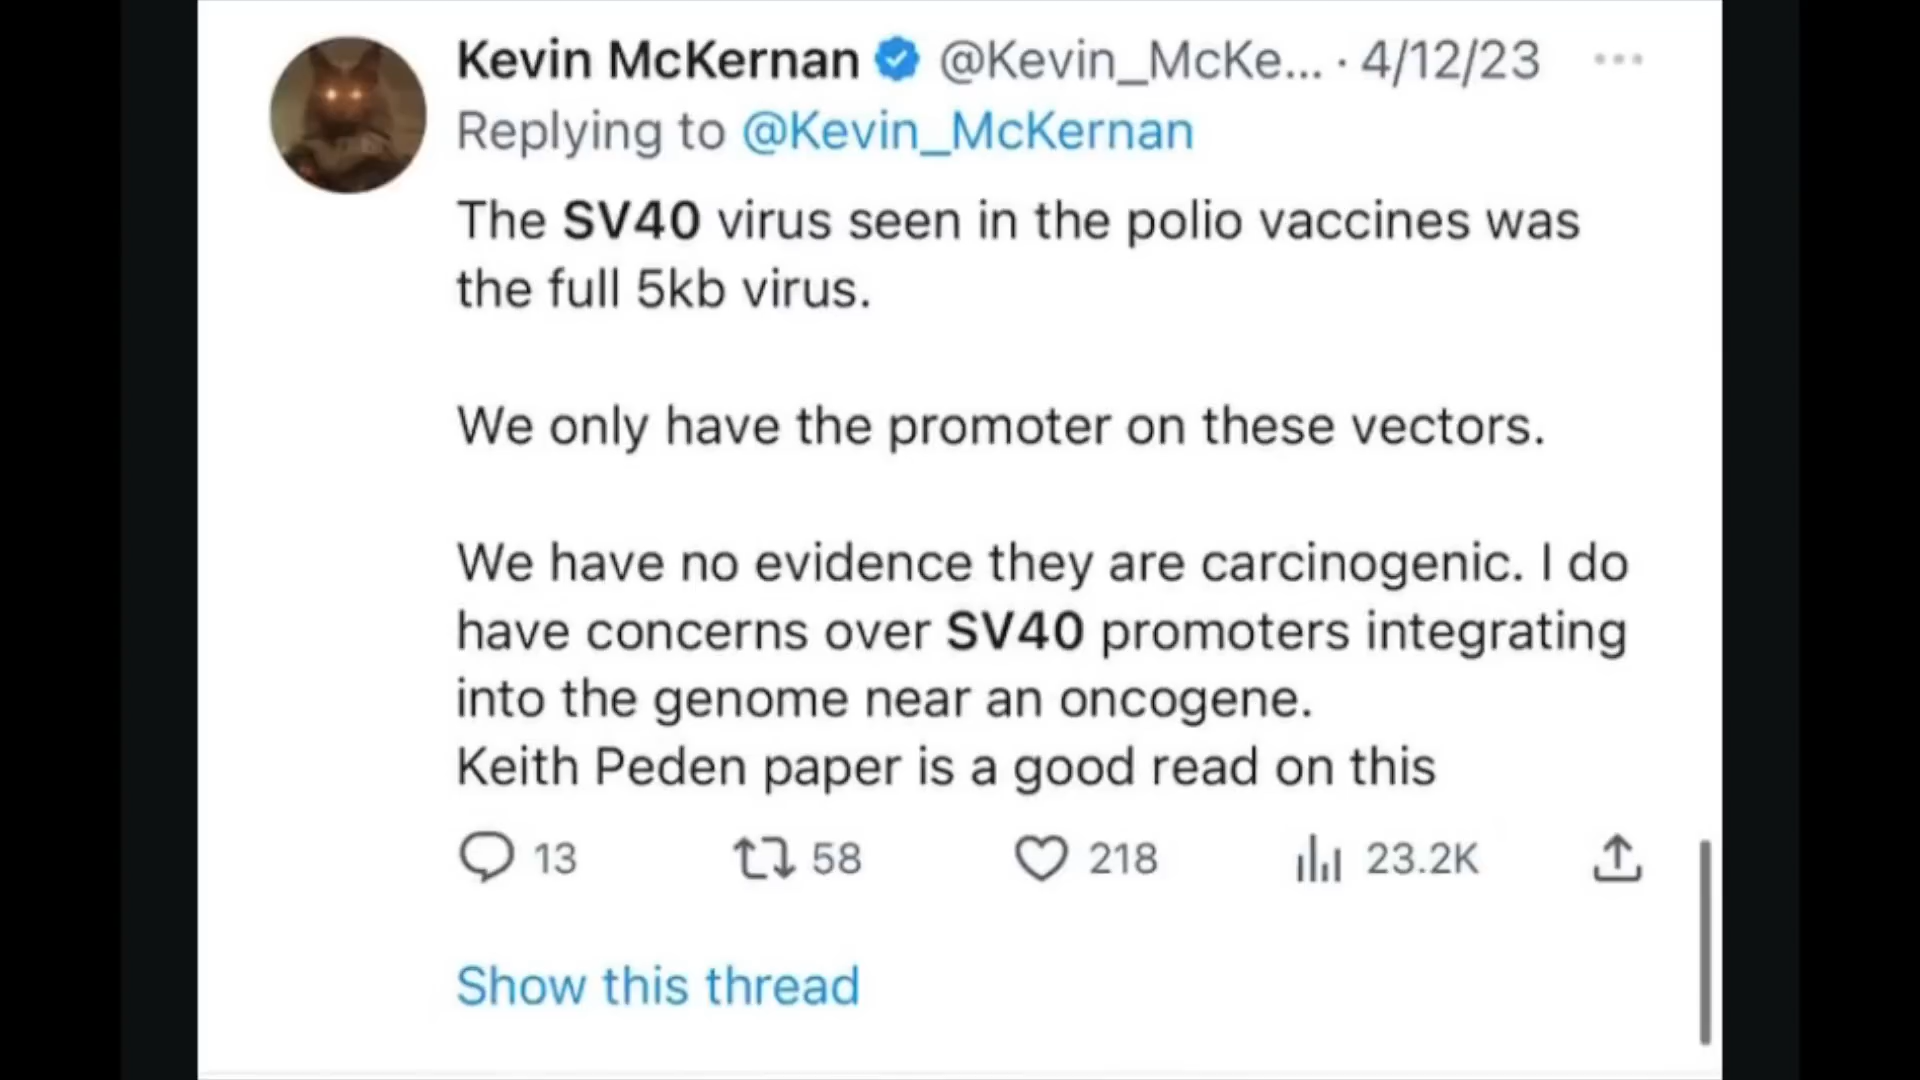 Kevin McKernan @Kevin_McKe... · 4/12/23
Replying to @Kevin_McKernan
The SV40 virus seen in the polio vaccines was
the full 5kb virus.
We only have the promoter on these vectors.
We have no evidence they are carcinogenic. I do
have concerns over SV40 promoters integrating
into the genome near an oncogene.
Keith Peden paper is a good read on this
13 58 218 23.2K
Show this thread